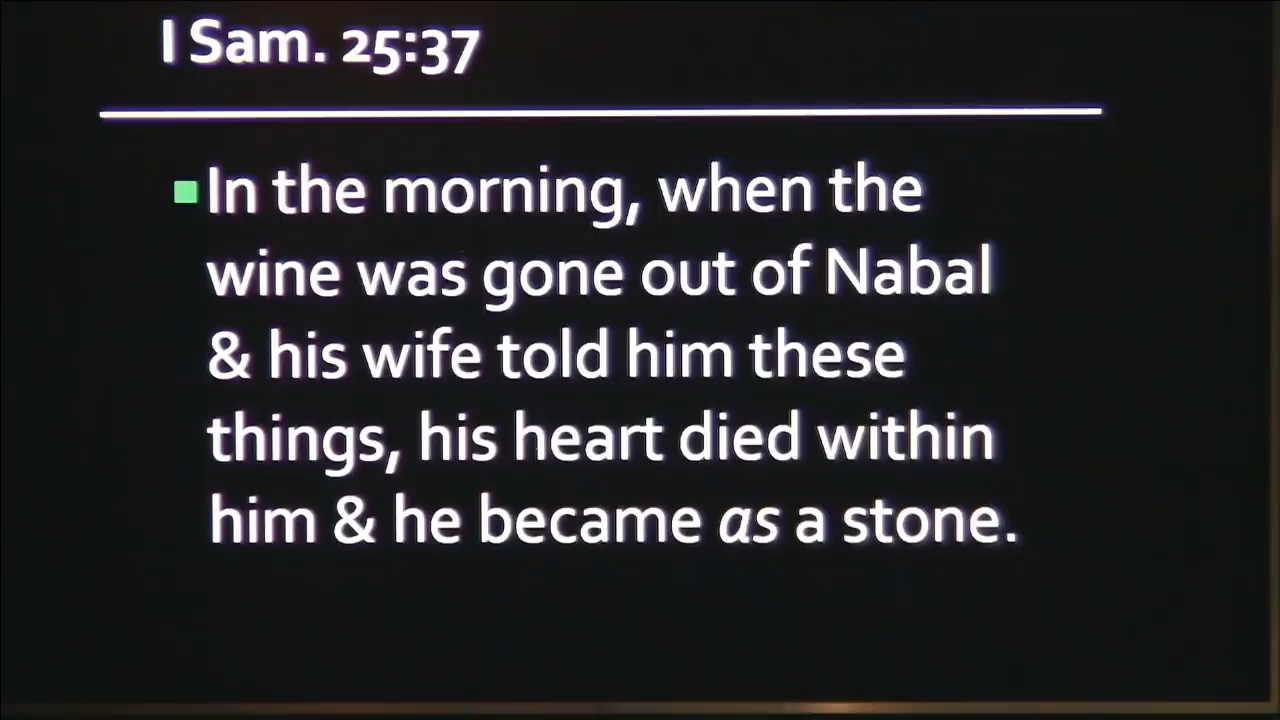 I Sam. 25:37
In the morning, when the
wine was gone out of Nabal
& his wife told him these
things, his heart died within
him & he became as a stone.